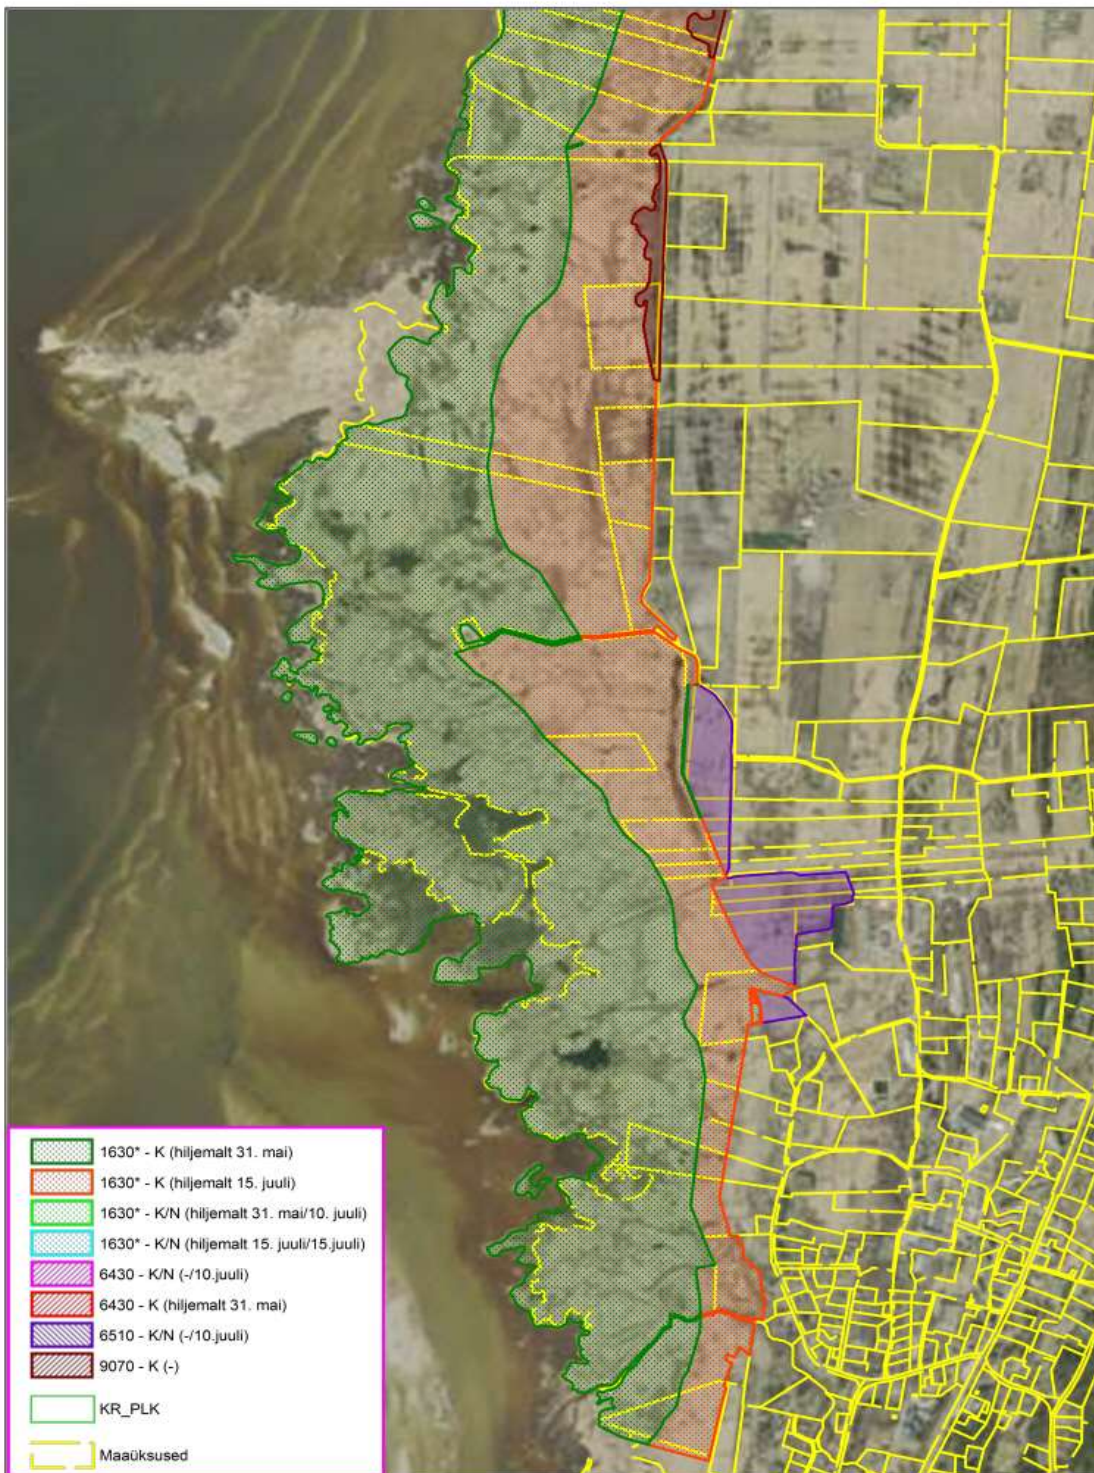 1630* - K (hiljemalt 31. mai)
1630* - K (hiljemalt 15. juuli)
1630* - K/N (hiljemalt 31. mai/10. juuli)
1630* - K/N (hiljemalt 15. juuli/15.juuli)
6430 - K/N (-/10.juuli)
6430 - K (hiljemalt 31. mai)
6510 - K/N (-/10.juuli)
9070 - K (-)
KR_PLK
Maaüksused